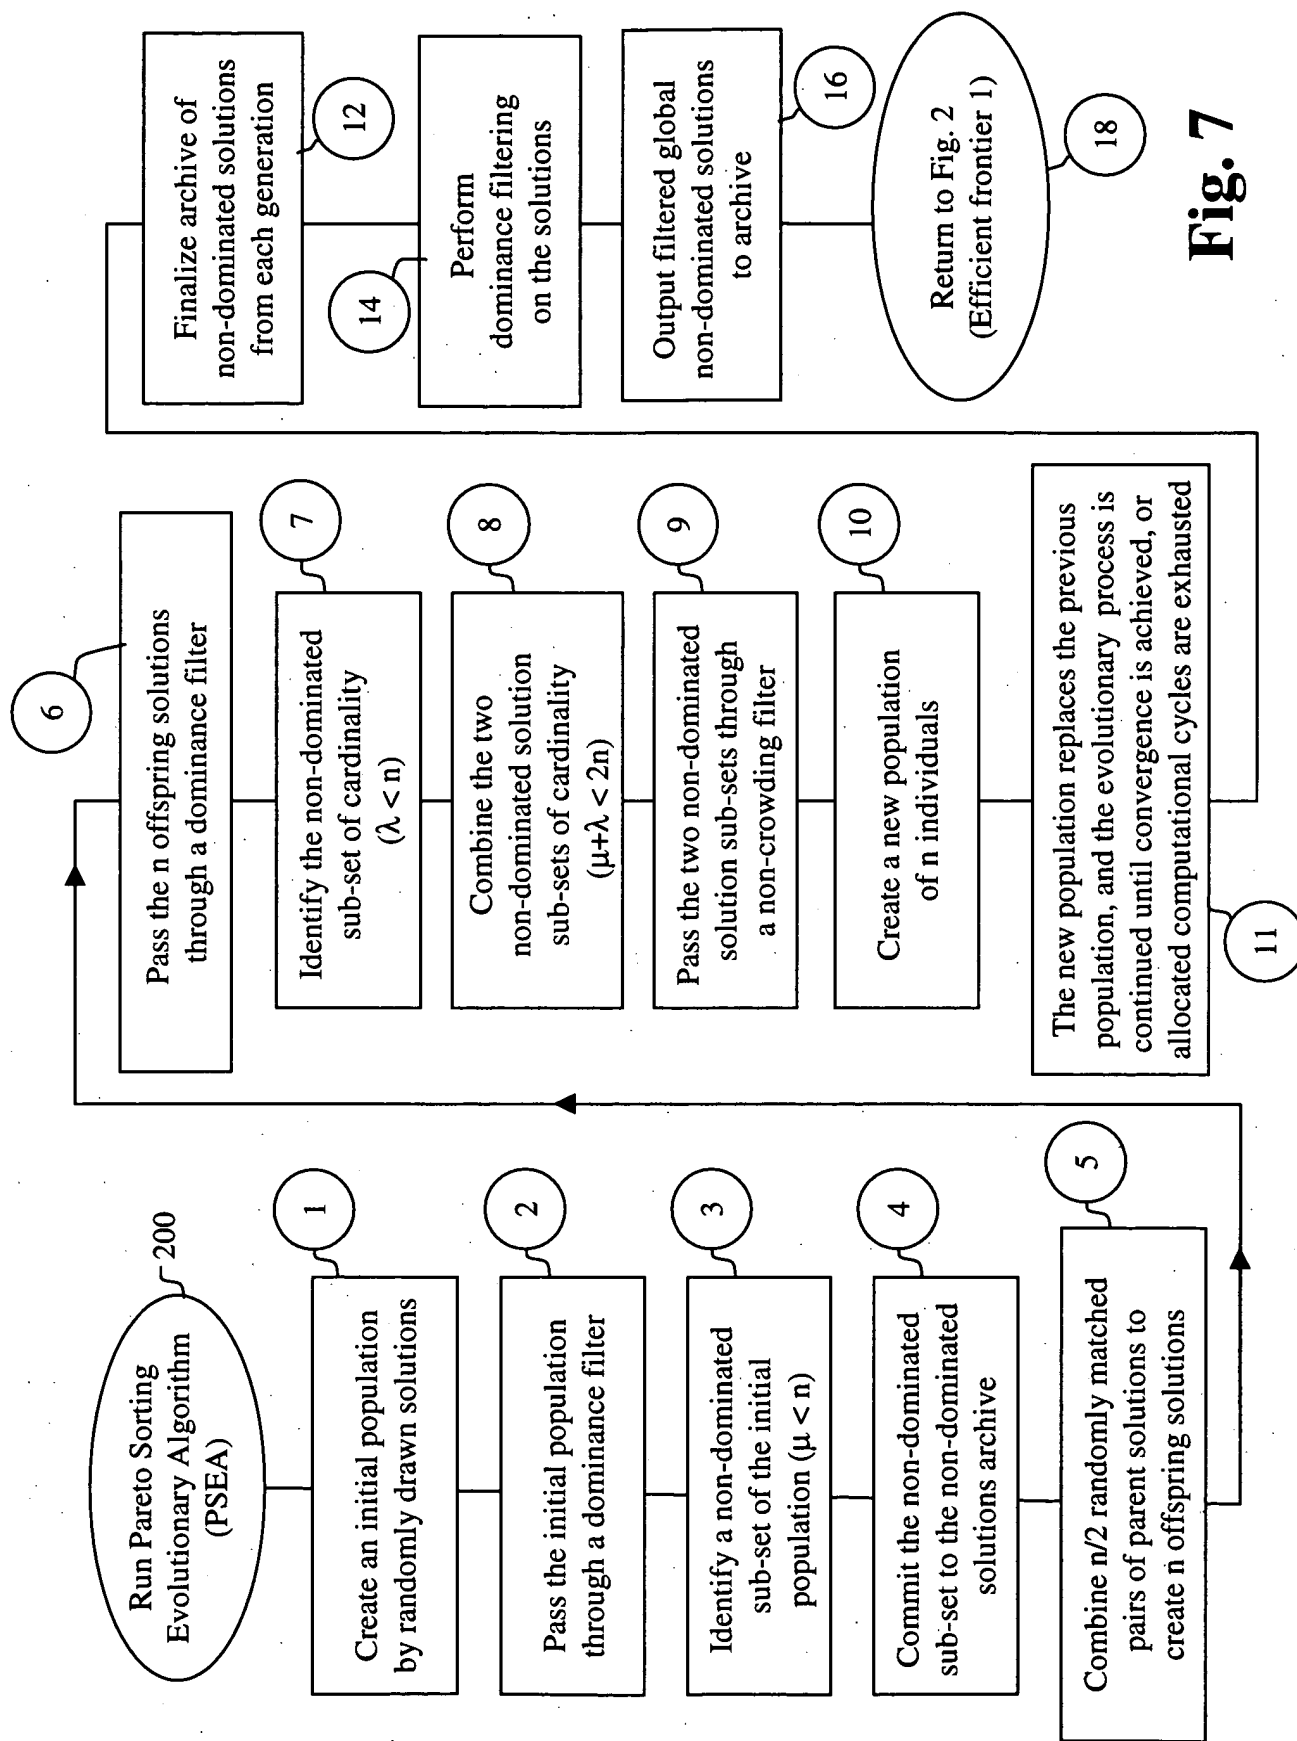 Run Pareto Sorting
Evolutionary Algorithm
(PSEA)
200
1
Create an initial population
by randomly drawn solutions
2
Pass the initial population
through a dominance filter
3
Identify a non-dominated
sub-set of the initial
population (μ < n)
4
Commit the non-dominated
sub-set to the non-dominated
solutions archive
5
Combine n/2 randomly matched
pairs of parent solutions to
create n offspring solutions
6
Pass the n offspring solutions
through a dominance filter
7
Identify the non-dominated
sub-set of cardinality
(λ < n)
8
Combine the two
non-dominated solution
sub-sets of cardinality
(μ+λ < 2n)
9
Pass the two non-dominated
solution sub-sets through
a non-crowding filter
10
Create a new population
of n individuals
The new population replaces the previous
population, and the evolutionary process is
continued until convergence is achieved, or
allocated computational cycles are exhausted
11
Finalize archive of
non-dominated solutions
from each generation
12
14
Perform
dominance filtering
on the solutions
Output filtered global
non-dominated solutions
to archive
16
Return to Fig. 2
(Efficient frontier 1)
18
Fig. 7